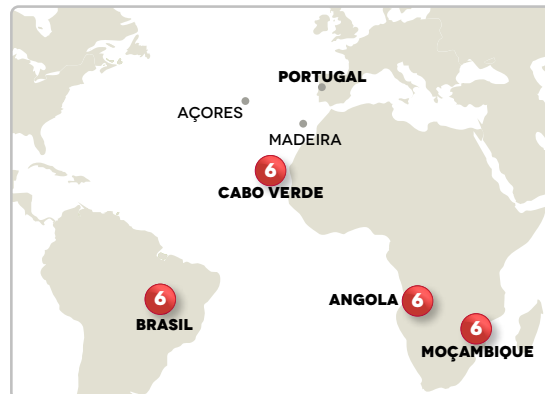 PORTUGAL
AÇORES
MADEIRA
6
CABO VERDE
6
BRASIL
ANGOLA 6
6
MOÇAMBIQUE